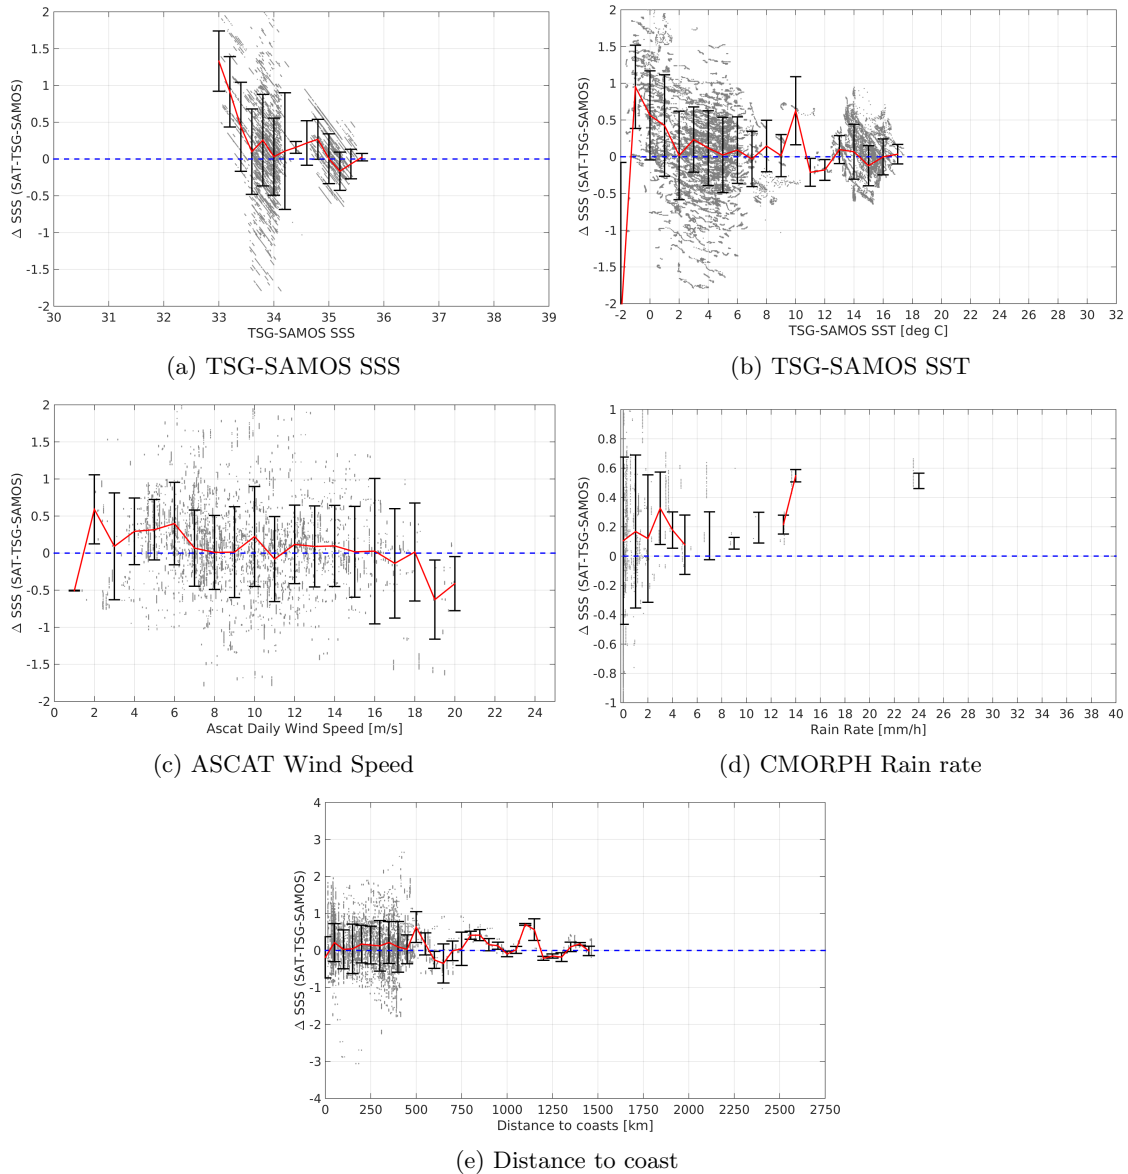 Δ SSS (SAT-TSG-SAMOS)
2
1.5
1
0.5
0
-0.5
-1
-1.5
-2
30 31 32 33 34 35 36 37 38 39
TSG-SAMOS SSS
(a) TSG-SAMOS SSS
Δ SSS (SAT-TSG-SAMOS)
2
1.5
1
0.5
0
-0.5
-1
-1.5
-2
-2 0 2 4 6 8 10 12 14 16 18 20 22 24 26 28 30 32
TSG-SAMOS SST [deg C]
(b) TSG-SAMOS SST
Δ SSS (SAT-TSG-SAMOS)
2
1.5
1
0.5
0
-0.5
-1
-1.5
-2
0 2 4 6 8 10 12 14 16 18 20 22 24
Ascat Daily Wind Speed [m/s]
(c) ASCAT Wind Speed
Δ SSS (SAT-TSG-SAMOS)
1
0.8
0.6
0.4
0.2
0
-0.2
-0.4
-0.6
-0.8
-1
0 2 4 6 8 10 12 14 16 18 20 22 24 26 28 30 32 34 36 38 40
Rain Rate [mm/h]
(d) CMORPH Rain rate
Δ SSS (SAT-TSG-SAMOS)
4
3
2
1
0
-1
-2
-3
-4
0 250 500 750 1000 1250 1500 1750 2000 2250 2500 2750
Distance to coasts [km]
(e) Distance to coast